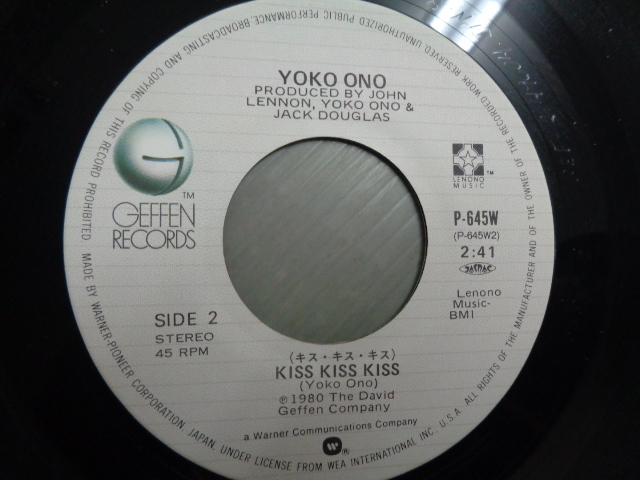 YOKO ONO
PRODUCED BY JOHN
LENNON, YOKO ONO &
JACK DOUGLAS
G
TM
GEFFEN
RECORDS
TM
LENONO
MUSIC
P-645W
(P-645W2)
2:41
JASRAC
Lenono
Music-
BMI
SIDE 2
STEREO
45 RPM
(キス・キス・キス)
KISS KISS KISS
(Yoko Ono)
℗1980 The David
Geffen Company
a Warner Communications Company
W
MADE BY WARNER-PIONEER CORPORATION, JAPAN, UNDER LICENSE FROM WEA INTERNATIONAL INC. U.S.A. ALL RIGHTS OF THE MANUFACTURER AND OF THE OWNER OF THE RECORDED WORK RESERVED. UNAUTHORIZED PUBLIC PERFORMANCE, BROADCASTING AND COPYING OF THIS RECORD PROHIBITED